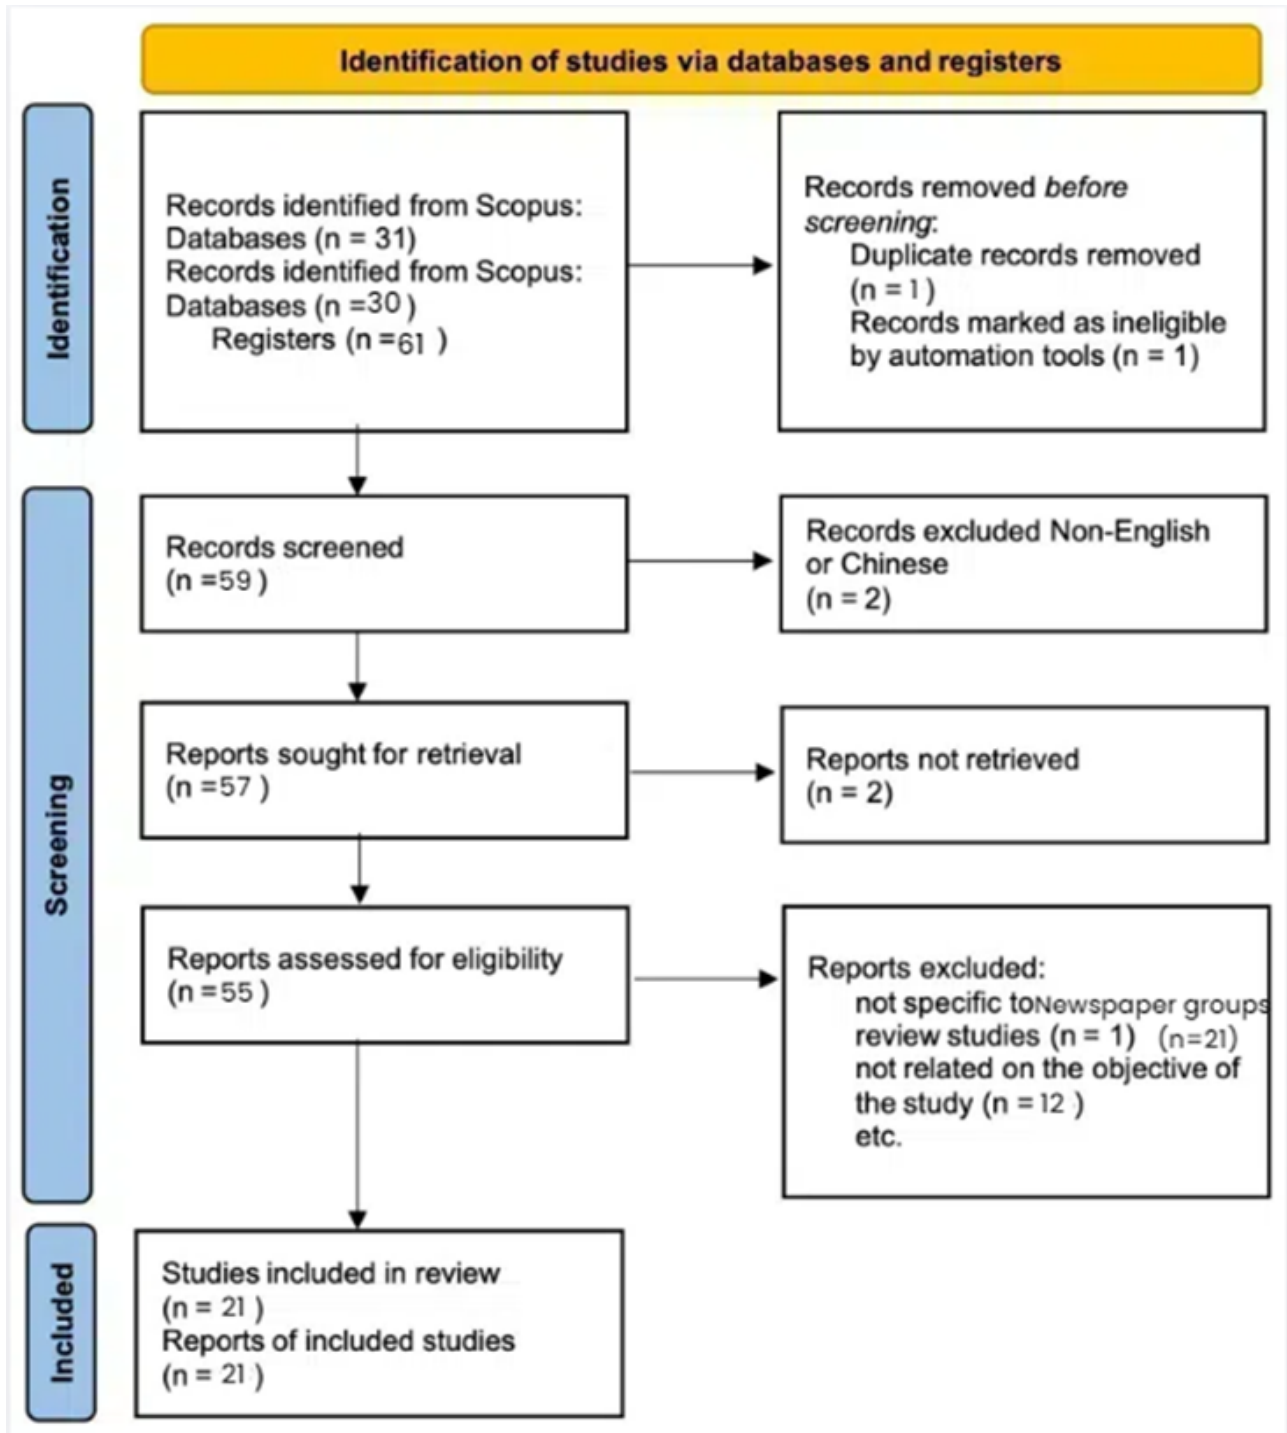 Identification of studies via databases and registers
Identification
Records identified from Scopus:
Databases (n = 31)
Records identified from Scopus:
Databases (n =30 )
Registers (n =61 )
Records removed before
screening:
Duplicate records removed
(n = 1 )
Records marked as ineligible
by automation tools (n = 1)
Screening
Records screened
(n =59 )
Records excluded Non-English
or Chinese
(n = 2)
Reports sought for retrieval
(n =57 )
Reports not retrieved
(n = 2)
Reports assessed for eligibility
(n =55 )
Reports excluded:
not specific toNewspaper groups
review studies (n = 1) (n=21)
not related on the objective of
the study (n = 12 )
etc.
Included
Studies included in review
(n = 21 )
Reports of included studies
(n = 21 )